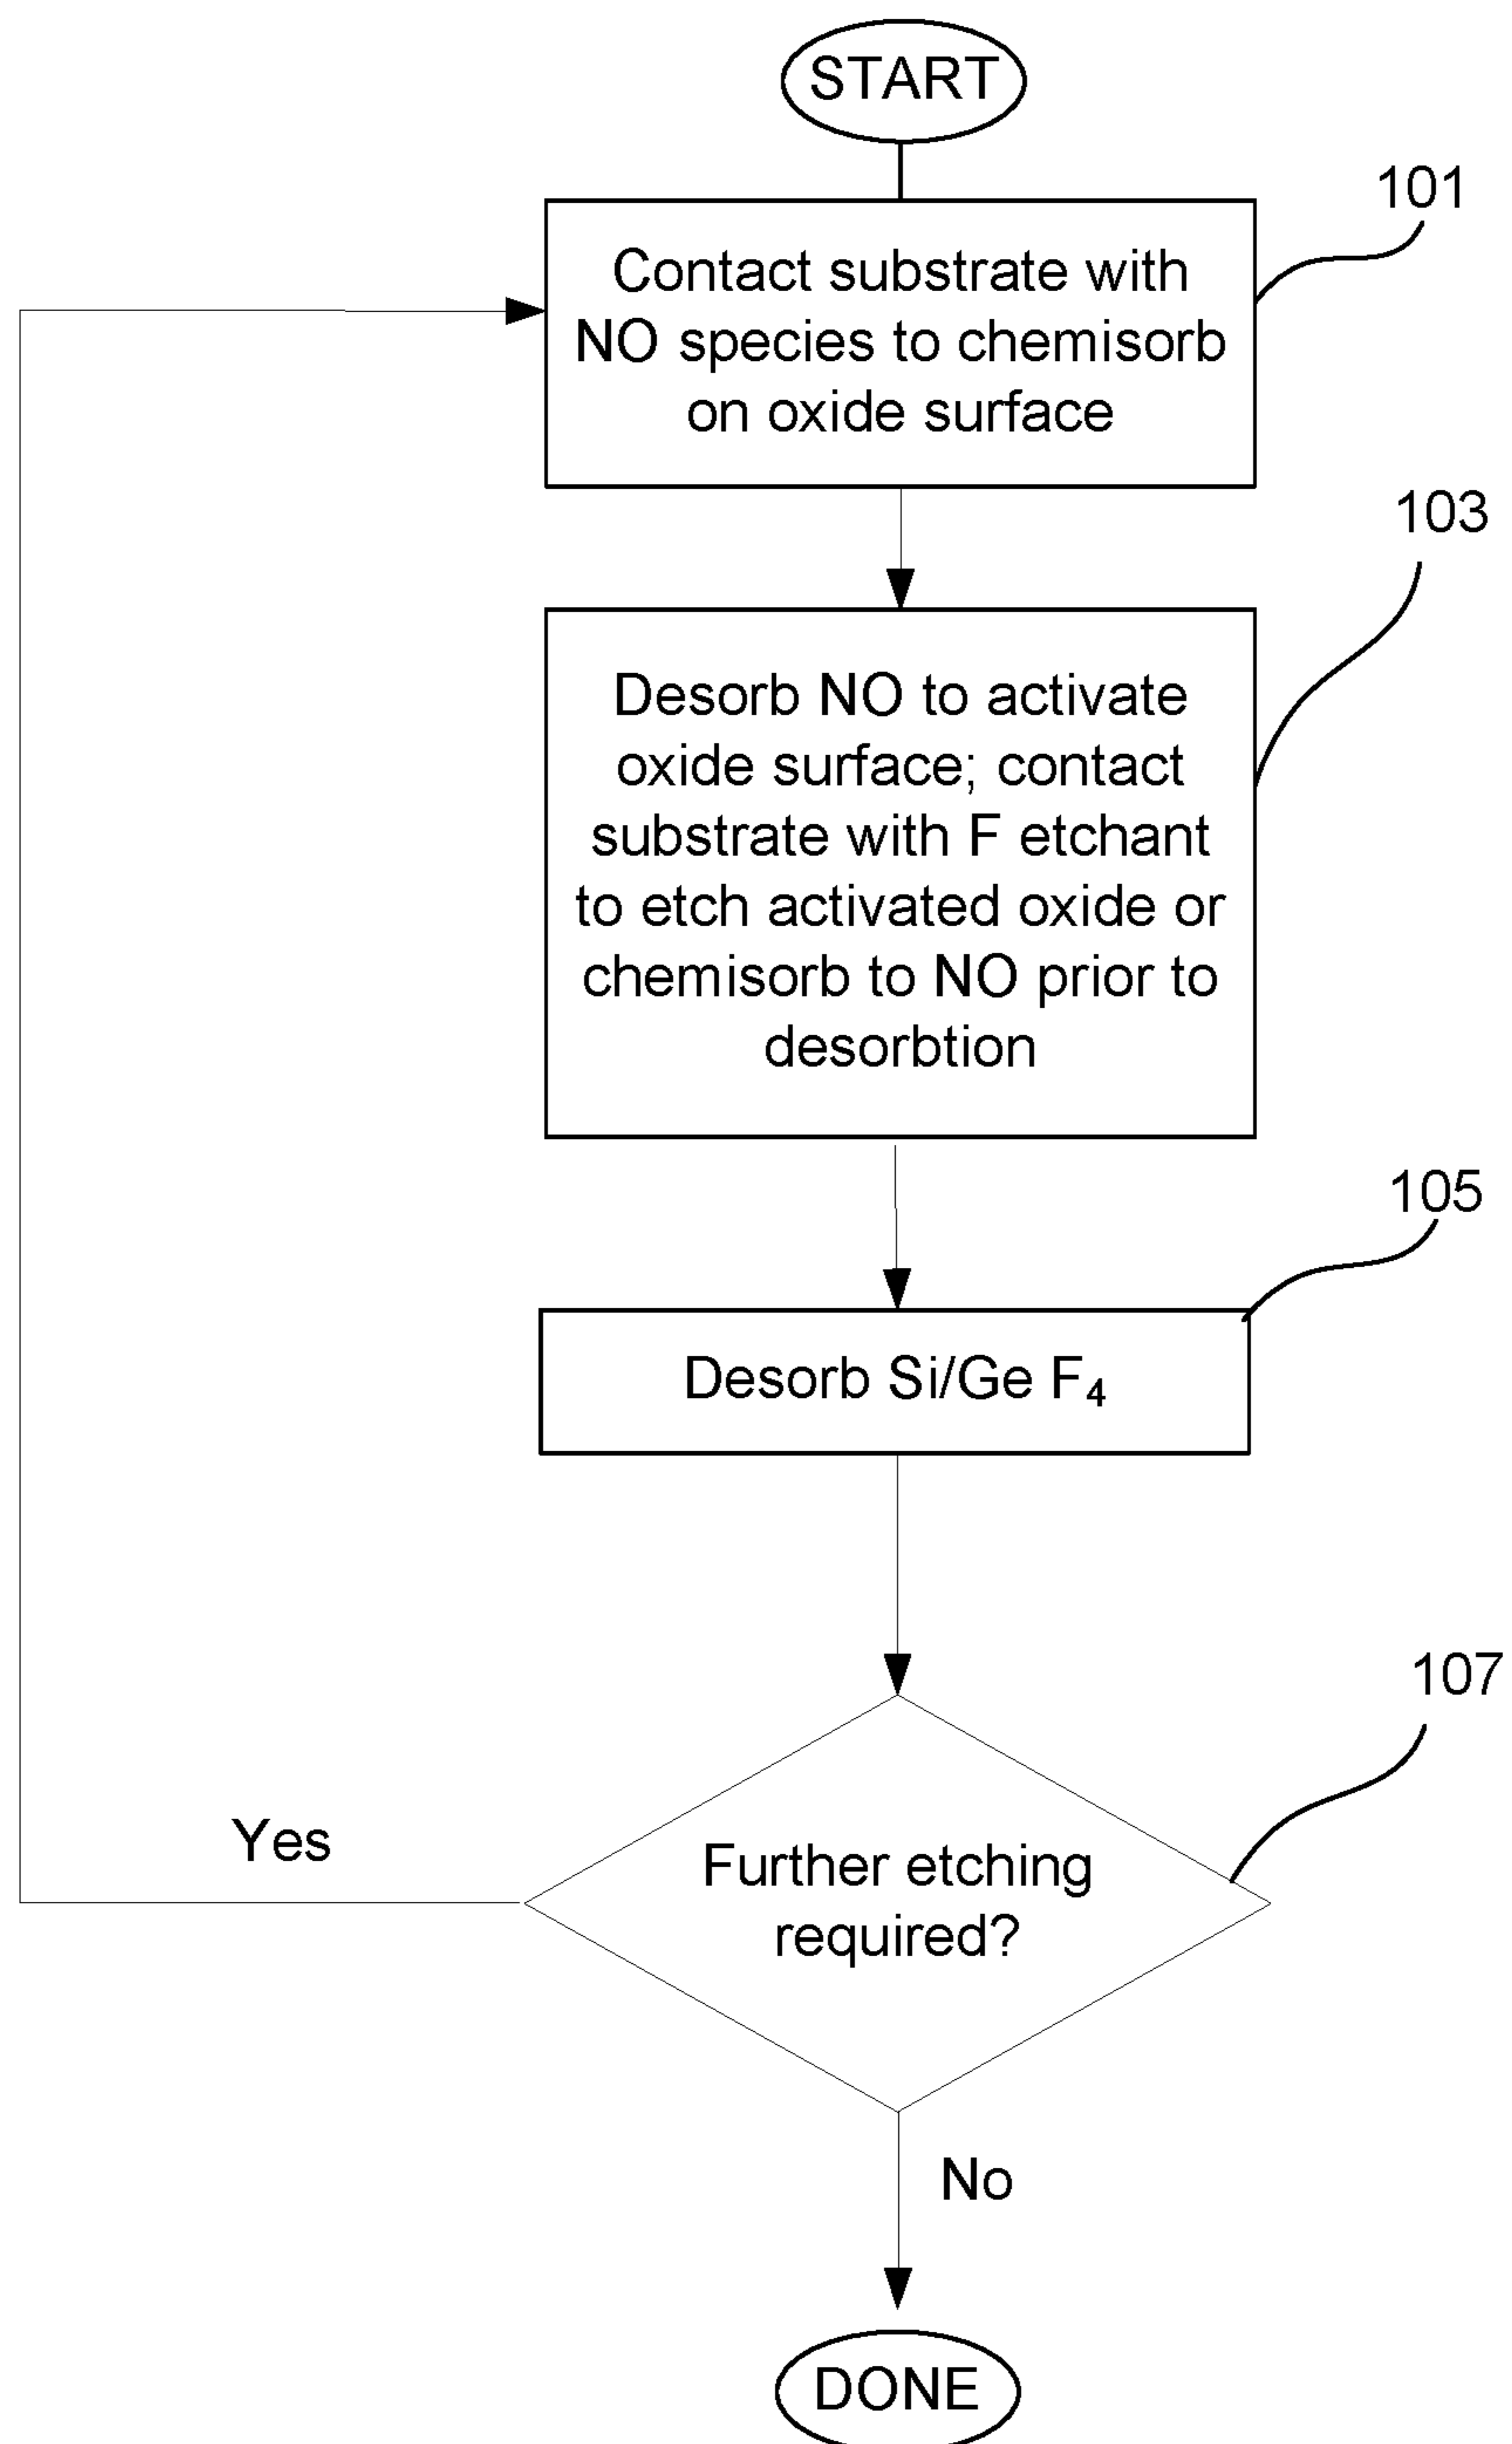 START
101
Contact substrate with
NO species to chemisorb
on oxide surface
103
Desorb NO to activate
oxide surface; contact
substrate with F etchant
to etch activated oxide or
chemisorb to NO prior to
desorbtion
105
Desorb Si/Ge F₄
107
Further etching
required?
Yes
No
DONE